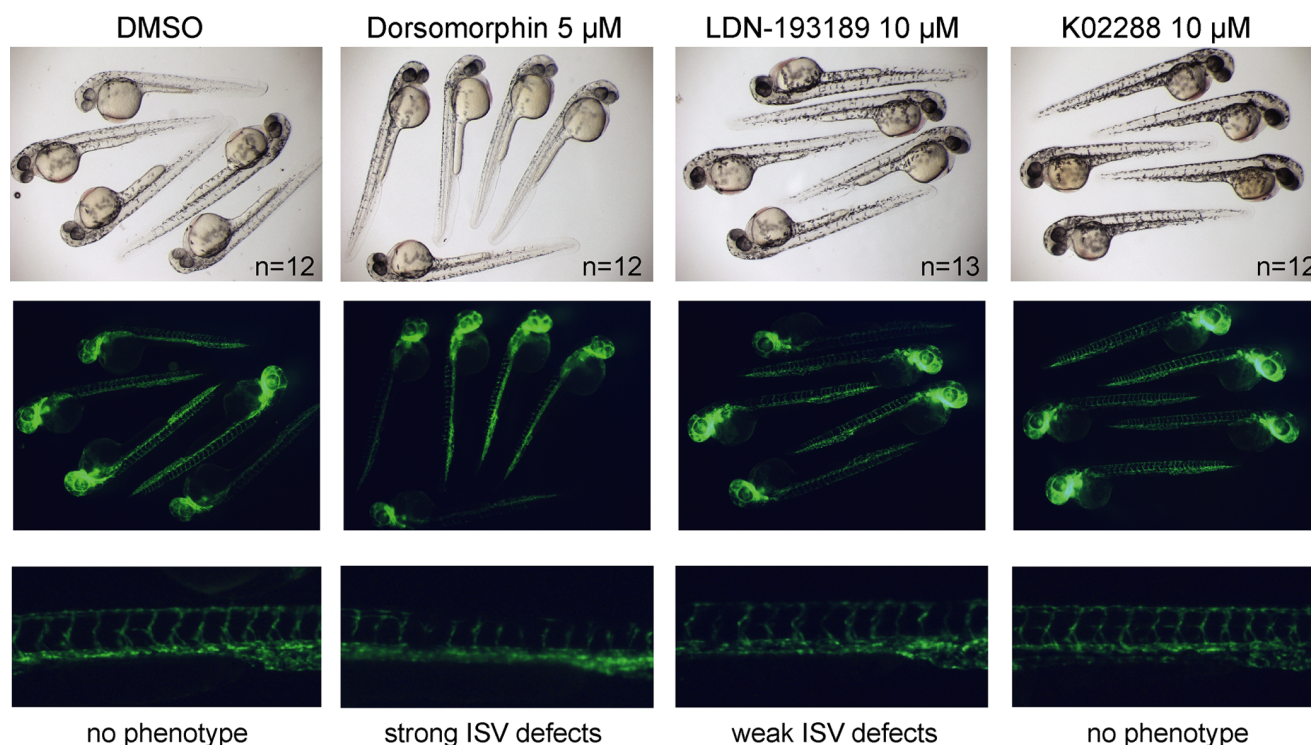 DMSO
Dorsomorphin 5 µM
LDN-193189 10 µM
K02288 10 µM
n=12
n=12
n=13
n=12
no phenotype
strong ISV defects
weak ISV defects
no phenotype